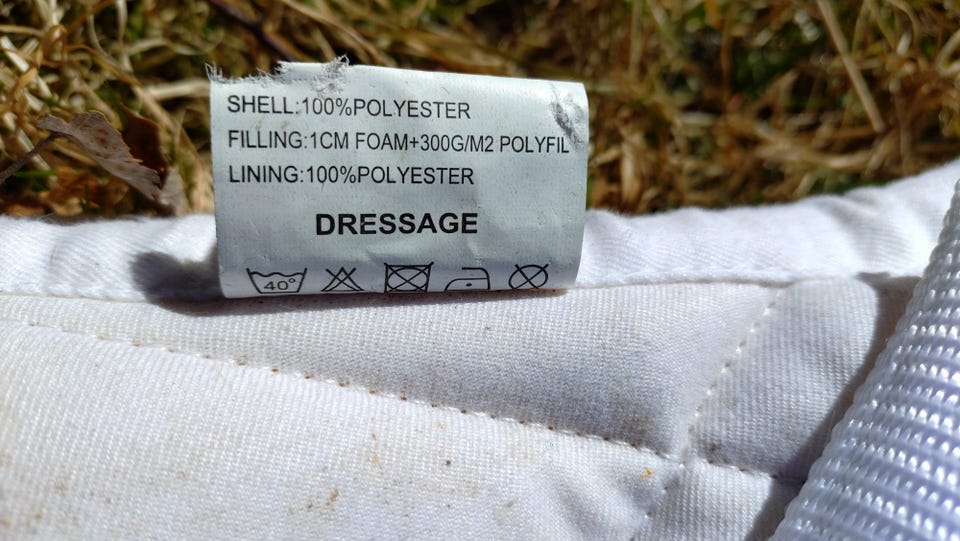 SHELL:100%POLYESTER
FILLING:1CM FOAM+300G/M2 POLYFIL
LINING:100%POLYESTER
DRESSAGE
40°